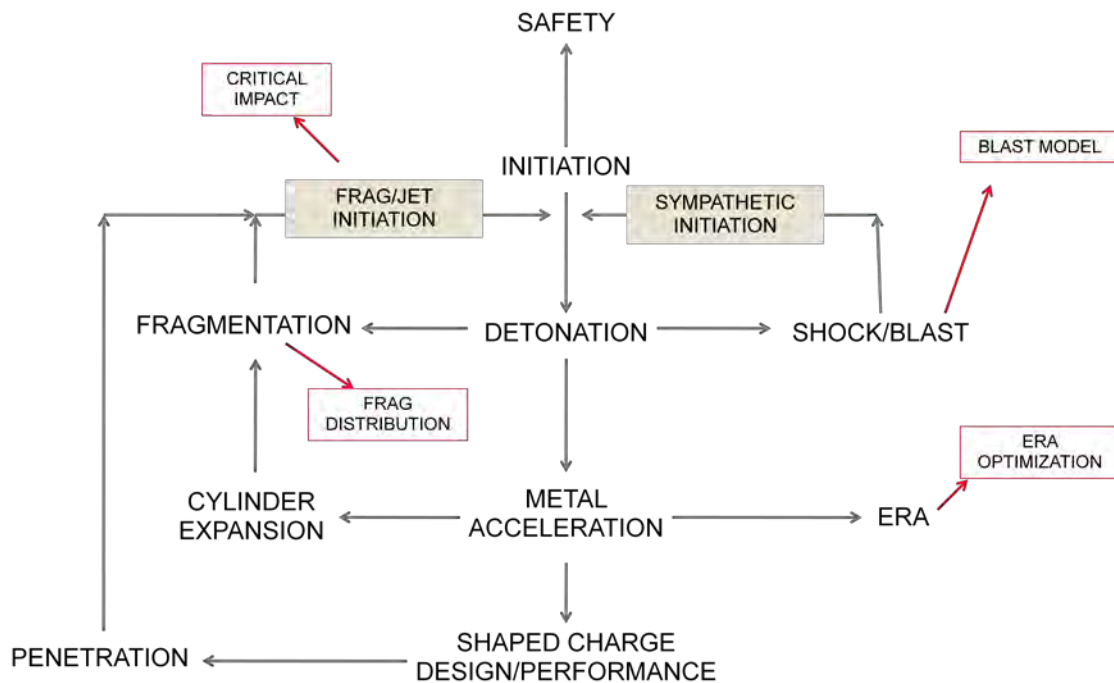 SAFETY
CRITICAL
IMPACT
INITIATION
BLAST MODEL
FRAG/JET
INITIATION
SYMPATHETIC
INITIATION
FRAGMENTATION
DETONATION
SHOCK/BLAST
FRAG
DISTRIBUTION
ERA
OPTIMIZATION
CYLINDER
EXPANSION
METAL
ACCELERATION
ERA
PENETRATION
SHAPED CHARGE
DESIGN/PERFORMANCE